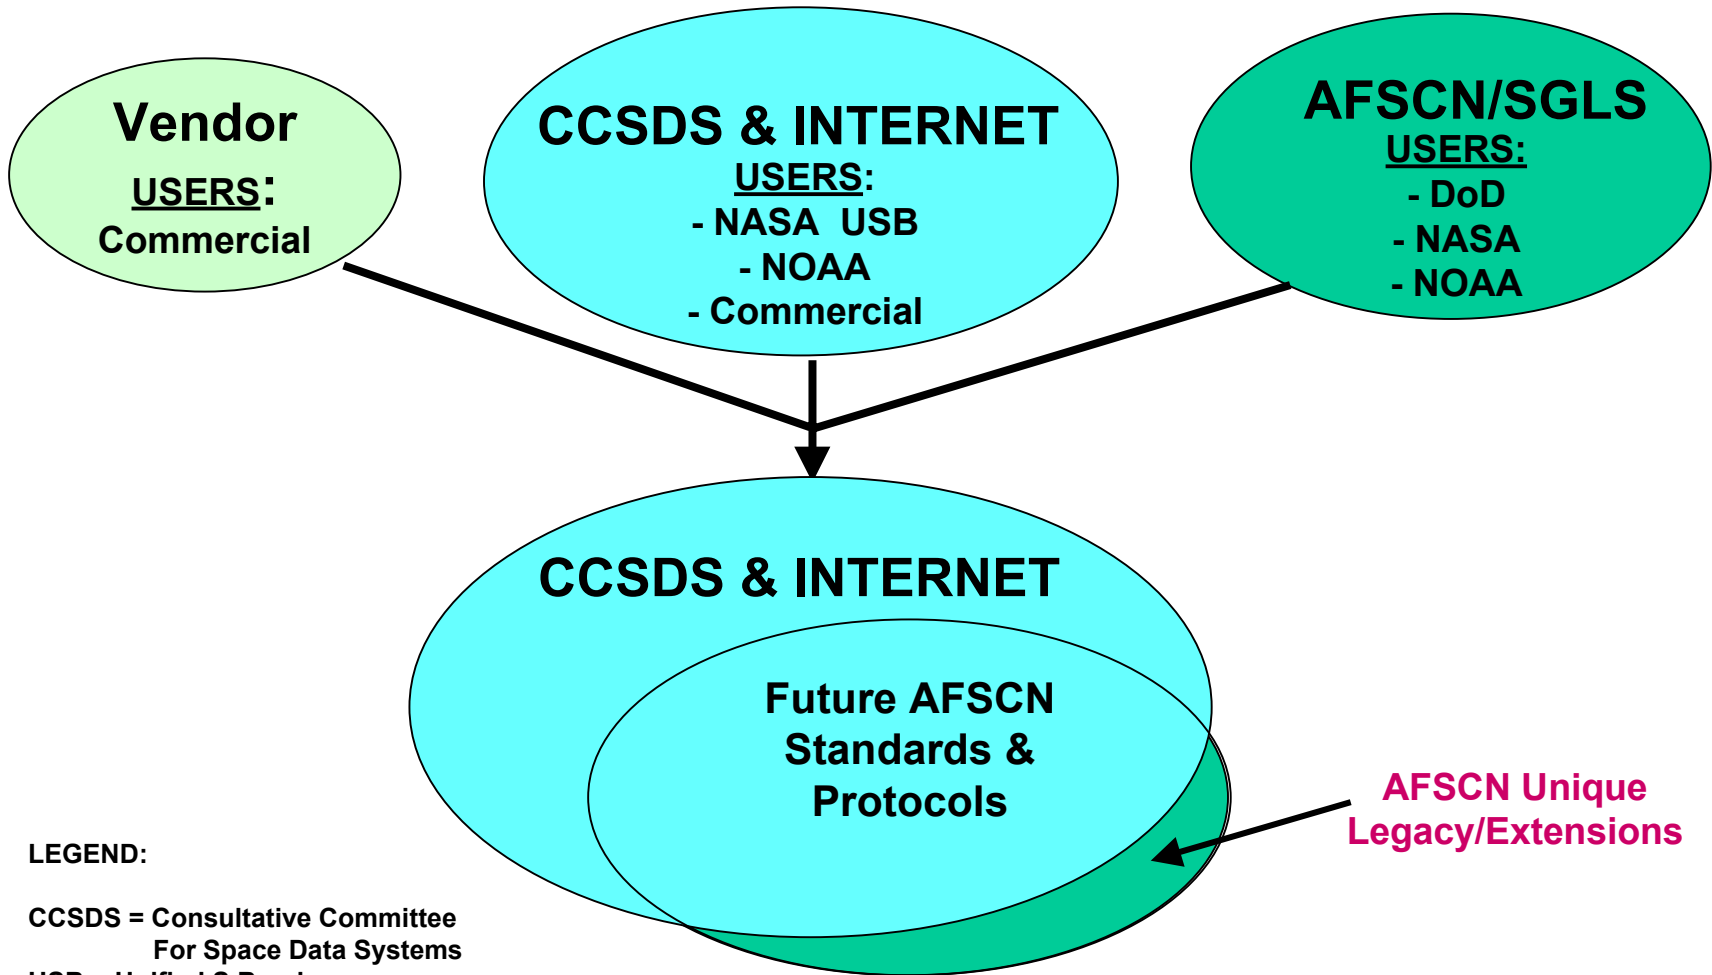 Vendor
USERS:
Commercial
CCSDS & INTERNET
USERS:
- NASA USB
- NOAA
- Commercial
AFSCN/SGLS
USERS:
- DoD
- NASA
- NOAA
CCSDS & INTERNET
Future AFSCN
Standards &
Protocols
AFSCN Unique
Legacy/Extensions
LEGEND:
CCSDS = Consultative Committee
For Space Data Systems